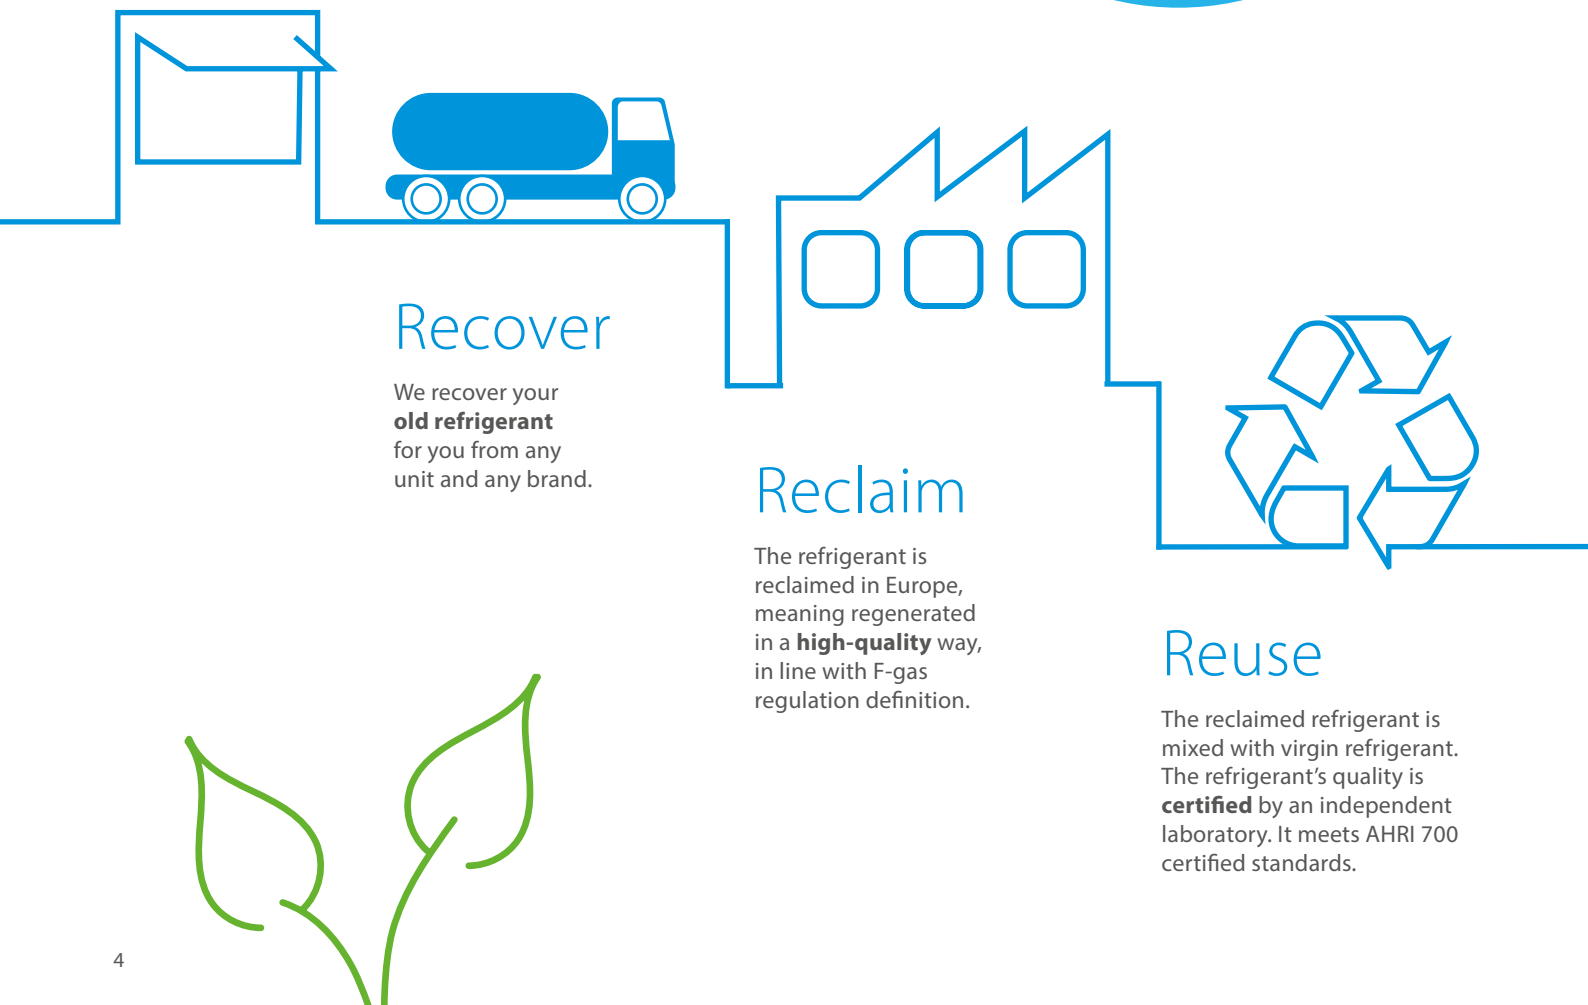 Recover
We recover your
old refrigerant
for you from any
unit and any brand.
Reclaim
The refrigerant is
reclaimed in Europe,
meaning regenerated
in a high-quality way,
in line with F-gas
regulation definition.
Reuse
The reclaimed refrigerant is
mixed with virgin refrigerant.
The refrigerant’s quality is
certified by an independent
laboratory. It meets AHRI 700
certified standards.
4